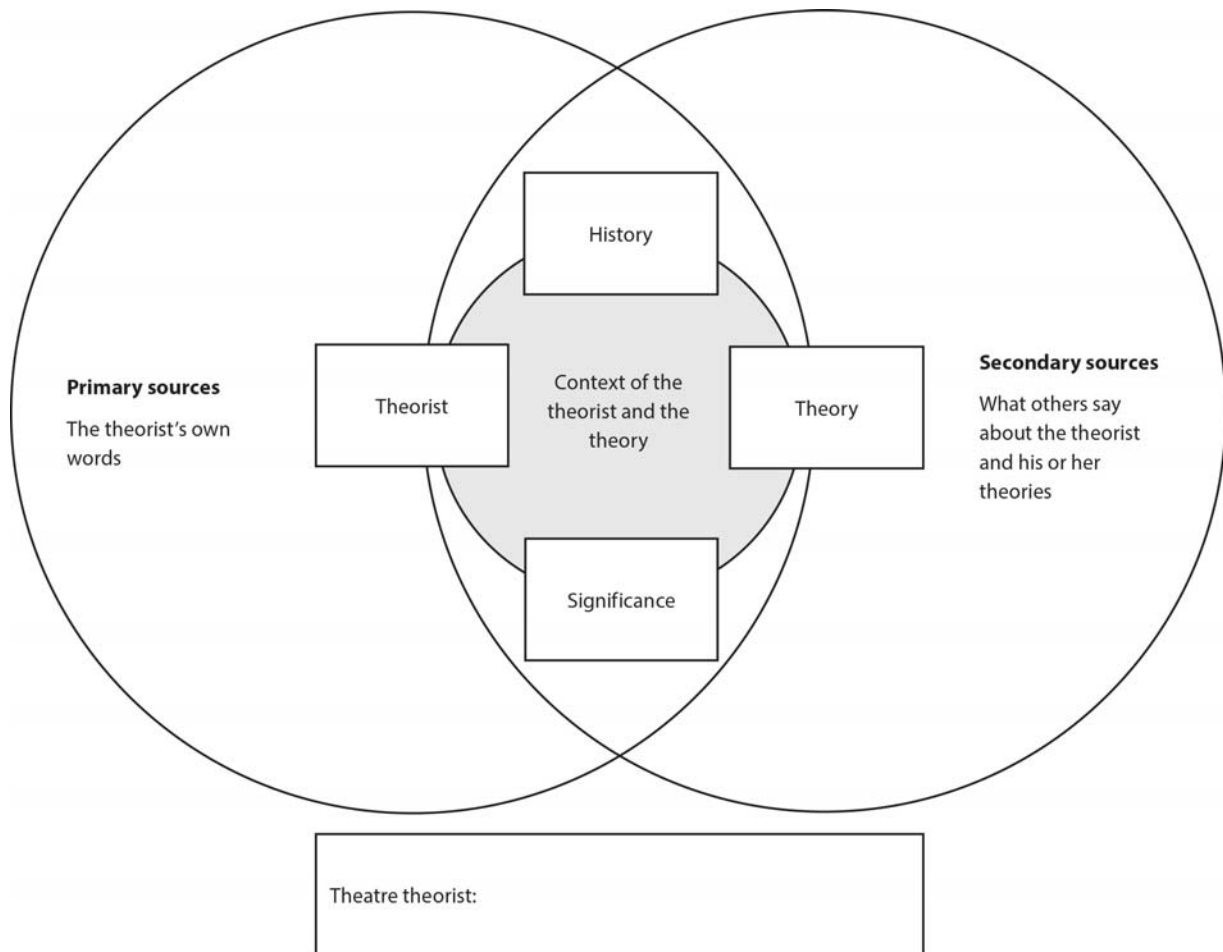 History
Primary sources
The theorist's own
words
Theorist
Context of the
theorist and the
theory
Theory
Secondary sources
What others say
about the theorist
and his or her
theories
Significance
Theatre theorist: